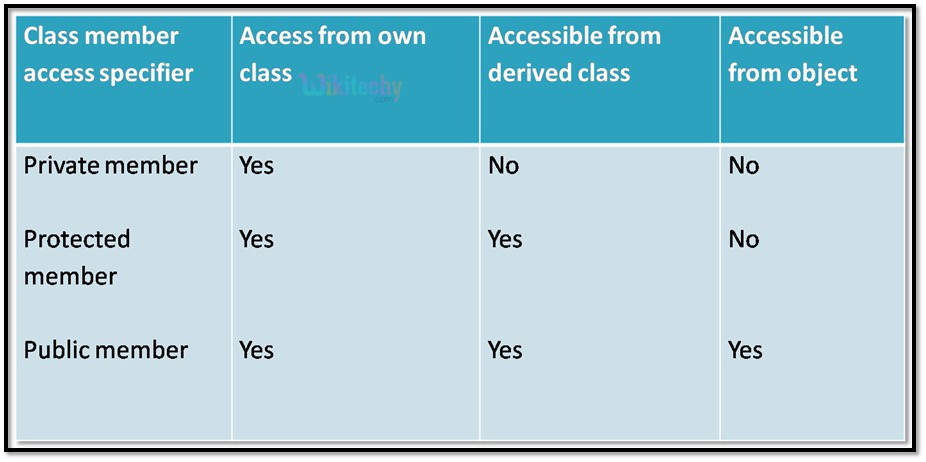 Class member
access specifier
Access from own
class
Accessible from
derived class
Accessible
from object
Wikitechy
.com
Private member
Yes
No
No
Protected
member
Yes
Yes
No
Public member
Yes
Yes
Yes